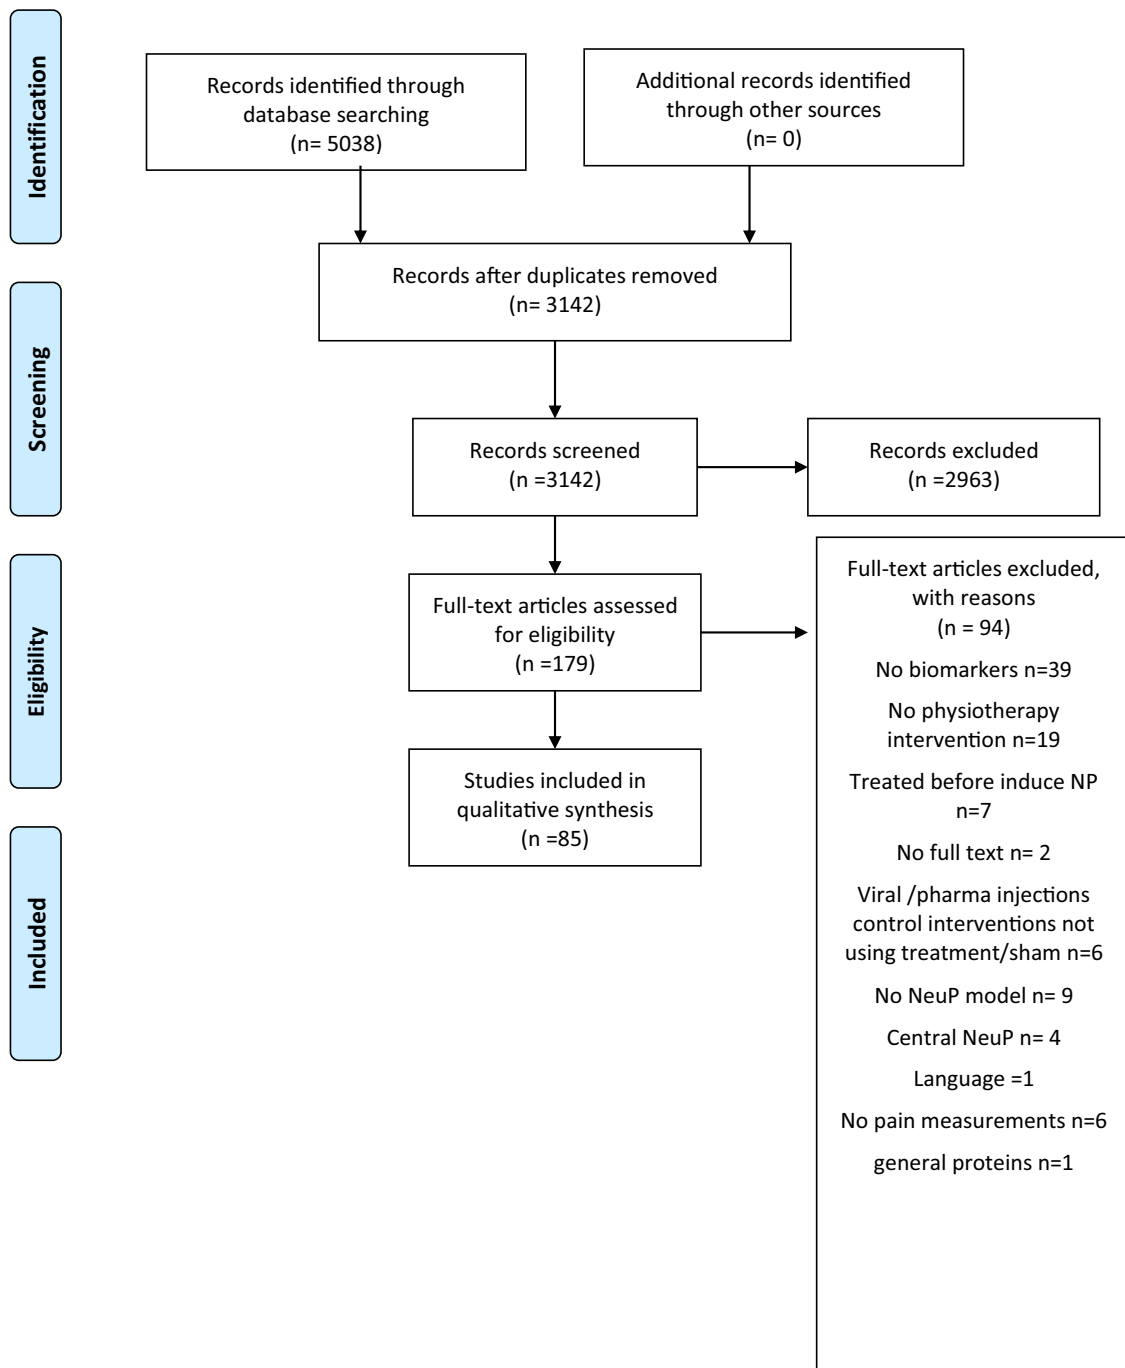 Identification
Records identified through
database searching
(n= 5038)
Additional records identified
through other sources
(n= 0)
Records after duplicates removed
(n= 3142)
Screening
Records screened
(n =3142)
Records excluded
(n =2963)
Eligibility
Full-text articles assessed
for eligibility
(n =179)
Full-text articles excluded,
with reasons
(n = 94)
No biomarkers n=39
No physiotherapy
intervention n=19
Treated before induce NP
n=7
No full text n= 2
Viral /pharma injections
control interventions not
using treatment/sham n=6
No NeuP model n= 9
Central NeuP n= 4
Language =1
No pain measurements n=6
general proteins n=1
Studies included in
qualitative synthesis
(n =85)
Included